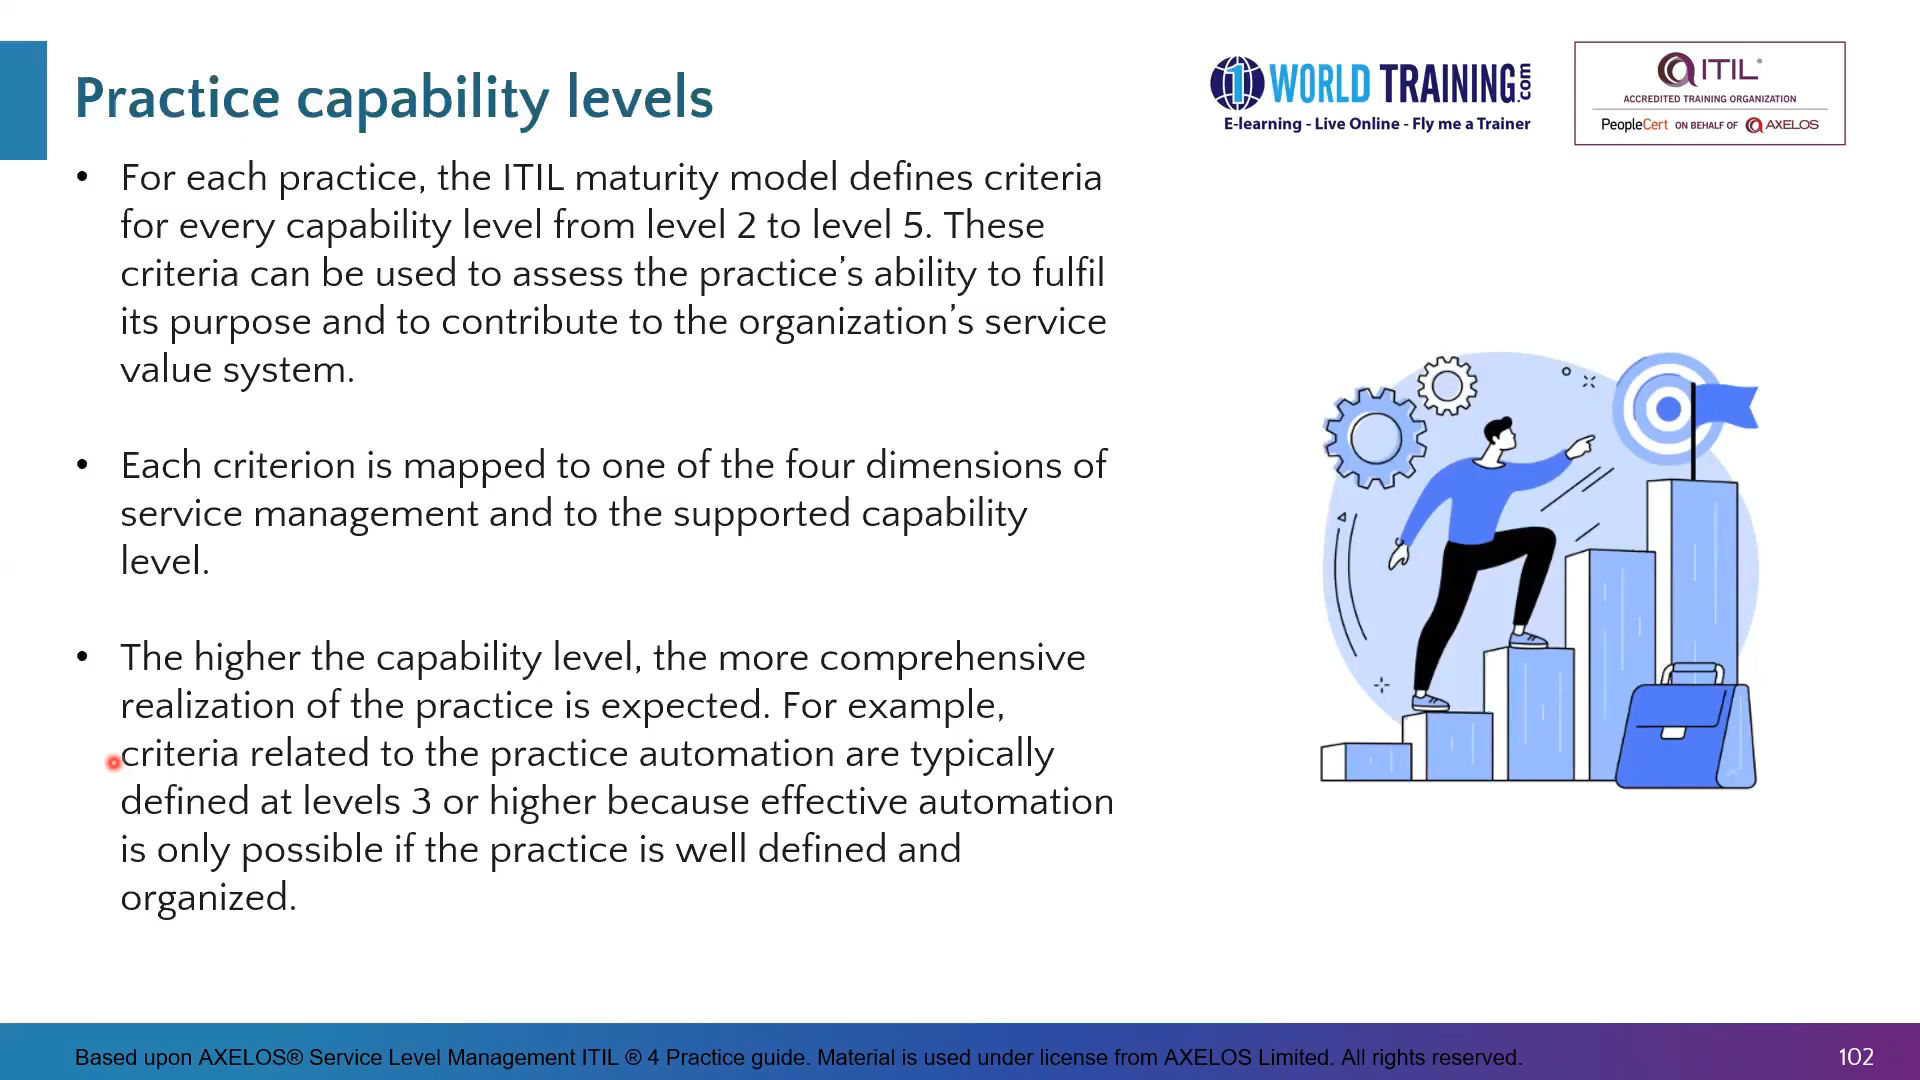 Practice capability levels
1 WORLD TRAINING.com
E-learning - Live Online - Fly me a Trainer
ITIL®
ACCREDITED TRAINING ORGANIZATION
PeopleCert ON BEHALF OF AXELOS
• For each practice, the ITIL maturity model defines criteria
for every capability level from level 2 to level 5. These
criteria can be used to assess the practice’s ability to fulfil
its purpose and to contribute to the organization’s service
value system.
• Each criterion is mapped to one of the four dimensions of
service management and to the supported capability
level.
• The higher the capability level, the more comprehensive
realization of the practice is expected. For example,
criteria related to the practice automation are typically
defined at levels 3 or higher because effective automation
is only possible if the practice is well defined and
organized.
Based upon AXELOS® Service Level Management ITIL ® 4 Practice guide. Material is used under license from AXELOS Limited. All rights reserved.
102